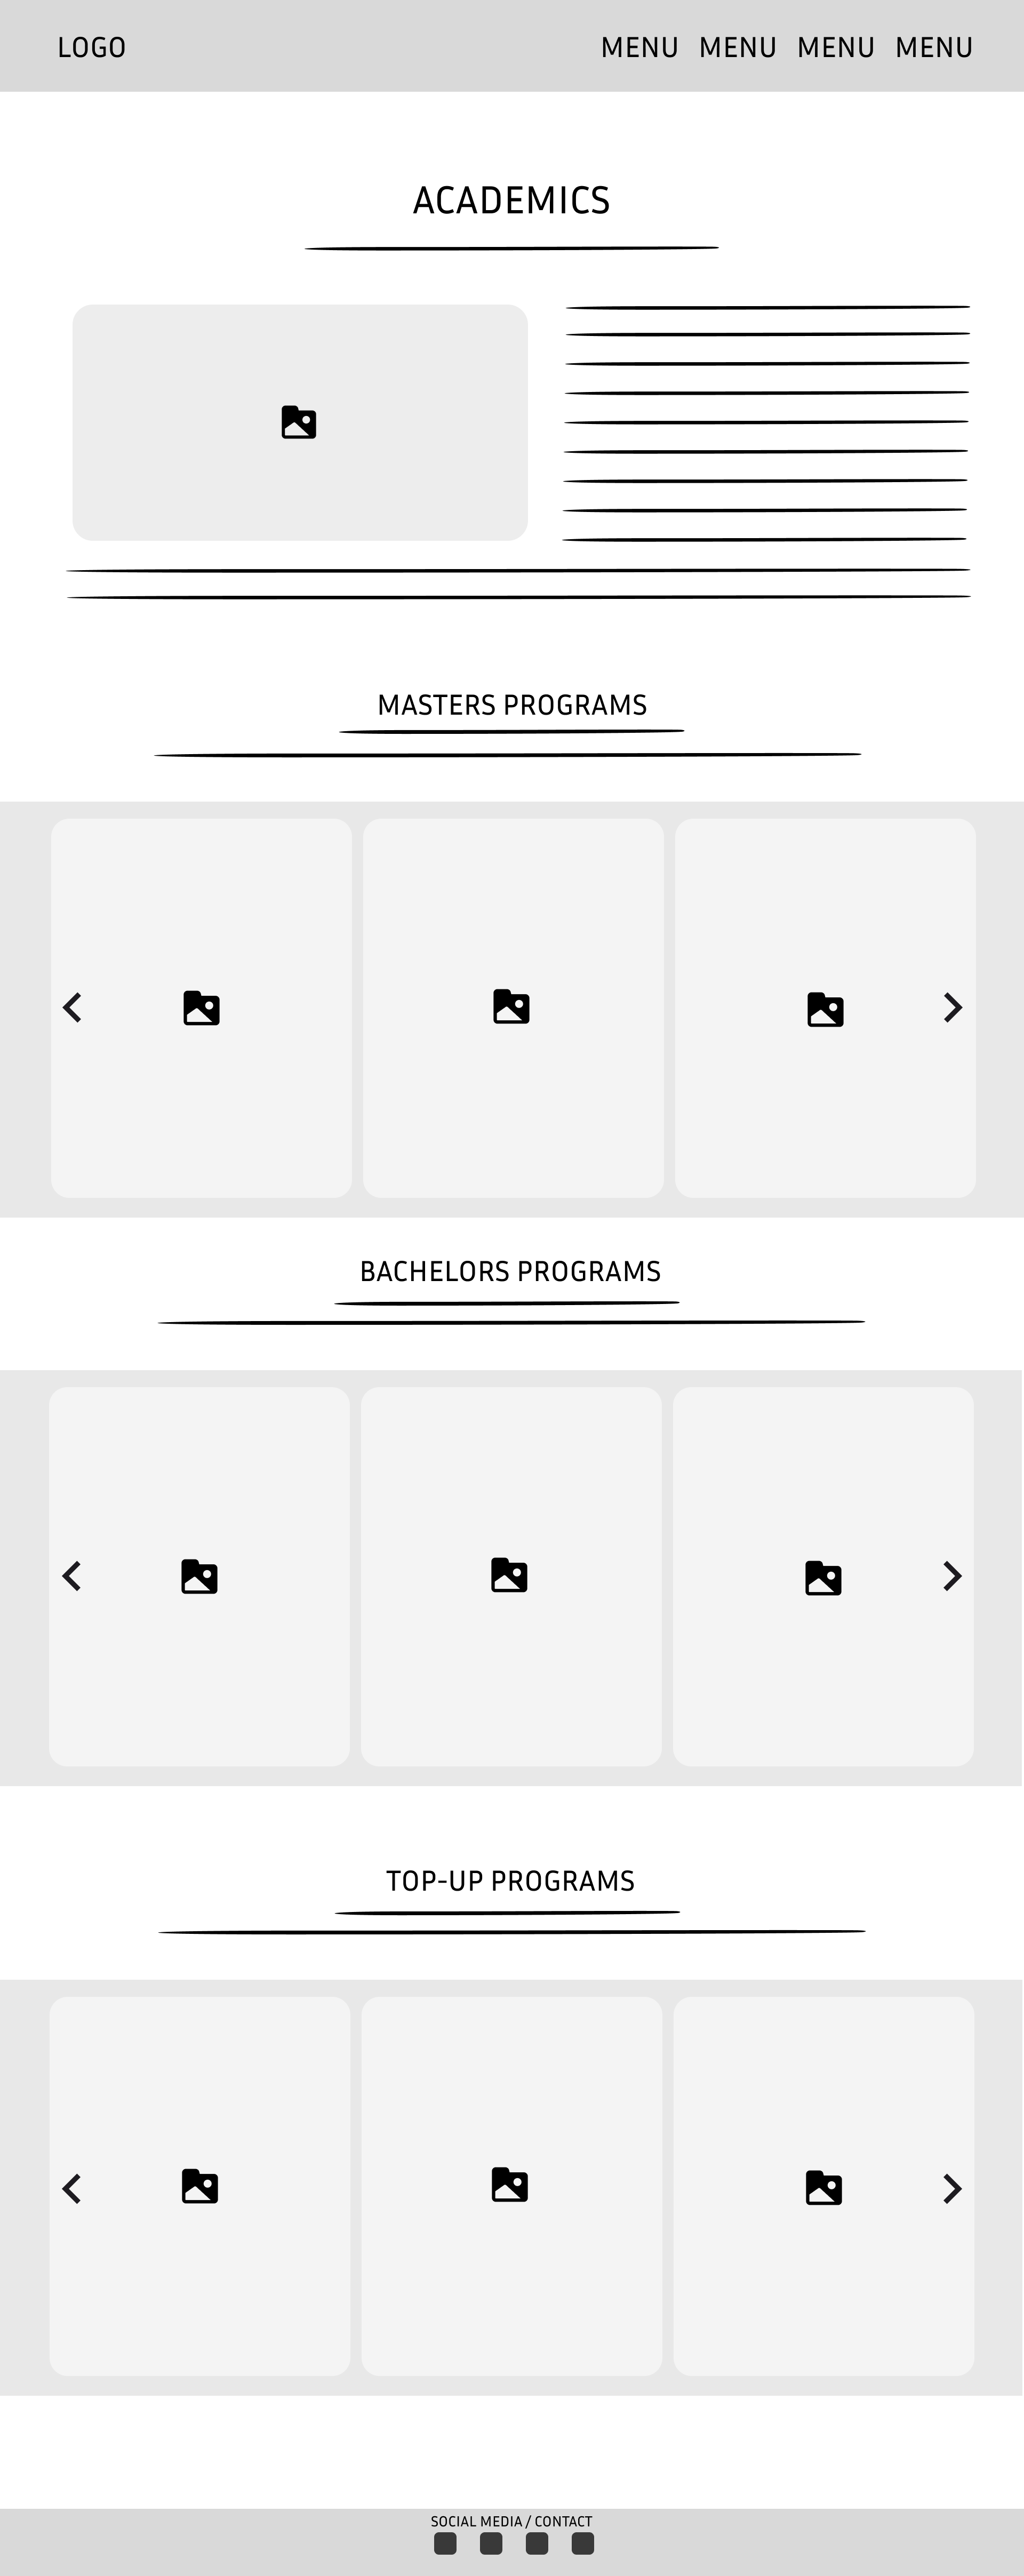 LOGO MENU MENU MENU MENU
ACADEMICS
MASTERS PROGRAMS
BACHELORS PROGRAMS
TOP-UP PROGRAMS
SOCIAL MEDIA / CONTACT